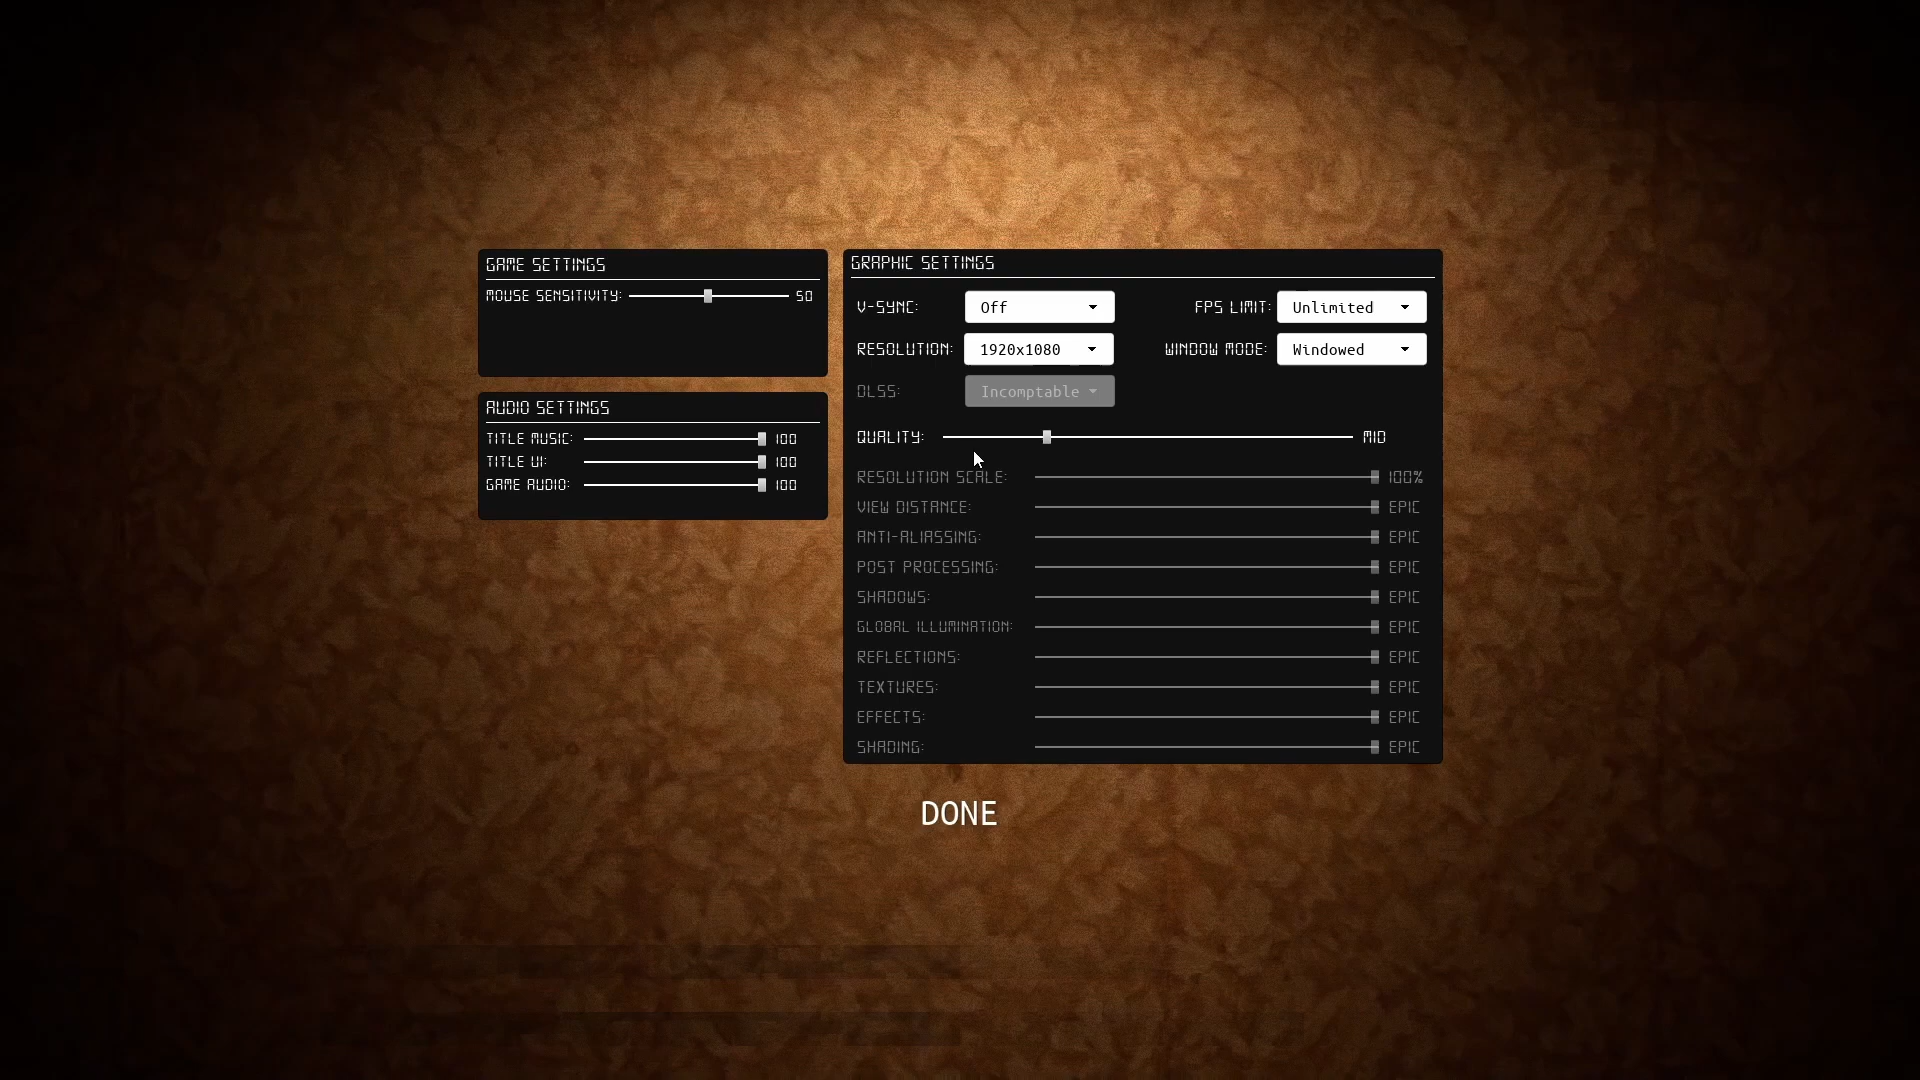 GAME SETTINGS
MOUSE SENSITIVITY: 50
AUDIO SETTINGS
TITLE MUSIC: 100
TITLE UI: 100
GAME AUDIO: 100
GRAPHIC SETTINGS
V-SYNC: Off FPS LIMIT: Unlimited
RESOLUTION: 1920x1080 WINDOW MODE: Windowed
DLSS: Incomptable
QUALITY: MID
RESOLUTION SCALE: 100%
VIEW DISTANCE: EPIC
ANTI-ALIASSING: EPIC
POST PROCESSING: EPIC
SHADOWS: EPIC
GLOBAL ILLUMINATION: EPIC
REFLECTIONS: EPIC
TEXTURES: EPIC
EFFECTS: EPIC
SHADING: EPIC
DONE